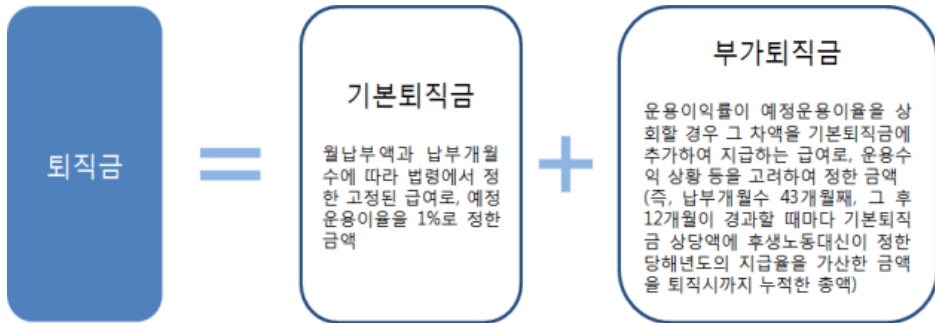 퇴직금
기본퇴직금
월납부액과 납부개월
수에 따라 법령에서 정
한 고정된 급여로, 예정
운용이율을 1%로 정한
금액
부가퇴직금
운용이익률이 예정운용이율을 상
회할 경우 그 차액을 기본퇴직금에
추가하여 지급하는 급여로, 운용수
익 상황 등을 고려하여 정한 금액
(즉, 납부개월수 43개월째, 그 후
12개월이 경과할 때마다 기본퇴직
금 상당액에 후생노동대신이 정한
당해년도의 지급율을 가산한 금액
을 퇴직시까지 누적한 총액)